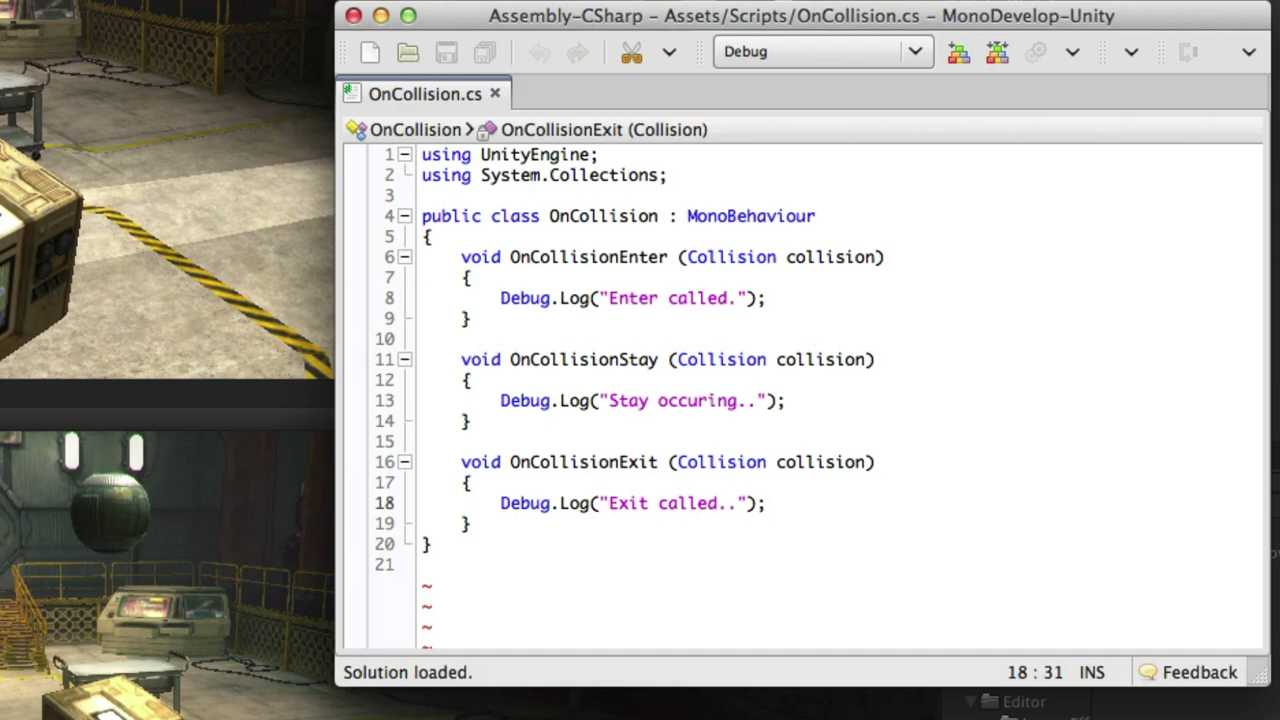 Assembly-CSharp – Assets/Scripts/OnCollision.cs – MonoDevelop-Unity
Debug
OnCollision.cs
OnCollision OnCollisionExit (Collision)
1 using UnityEngine;
2 using System.Collections;
3
4 public class OnCollision : MonoBehaviour
5 {
6 void OnCollisionEnter (Collision collision)
7 {
8 Debug.Log("Enter called.");
9 }
10
11 void OnCollisionStay (Collision collision)
12 {
13 Debug.Log("Stay occuring..");
14 }
15
16 void OnCollisionExit (Collision collision)
17 {
18 Debug.Log("Exit called..");
19 }
20 }
21
~
~
~
~
Solution loaded. 18 : 31 INS Feedback
Editor